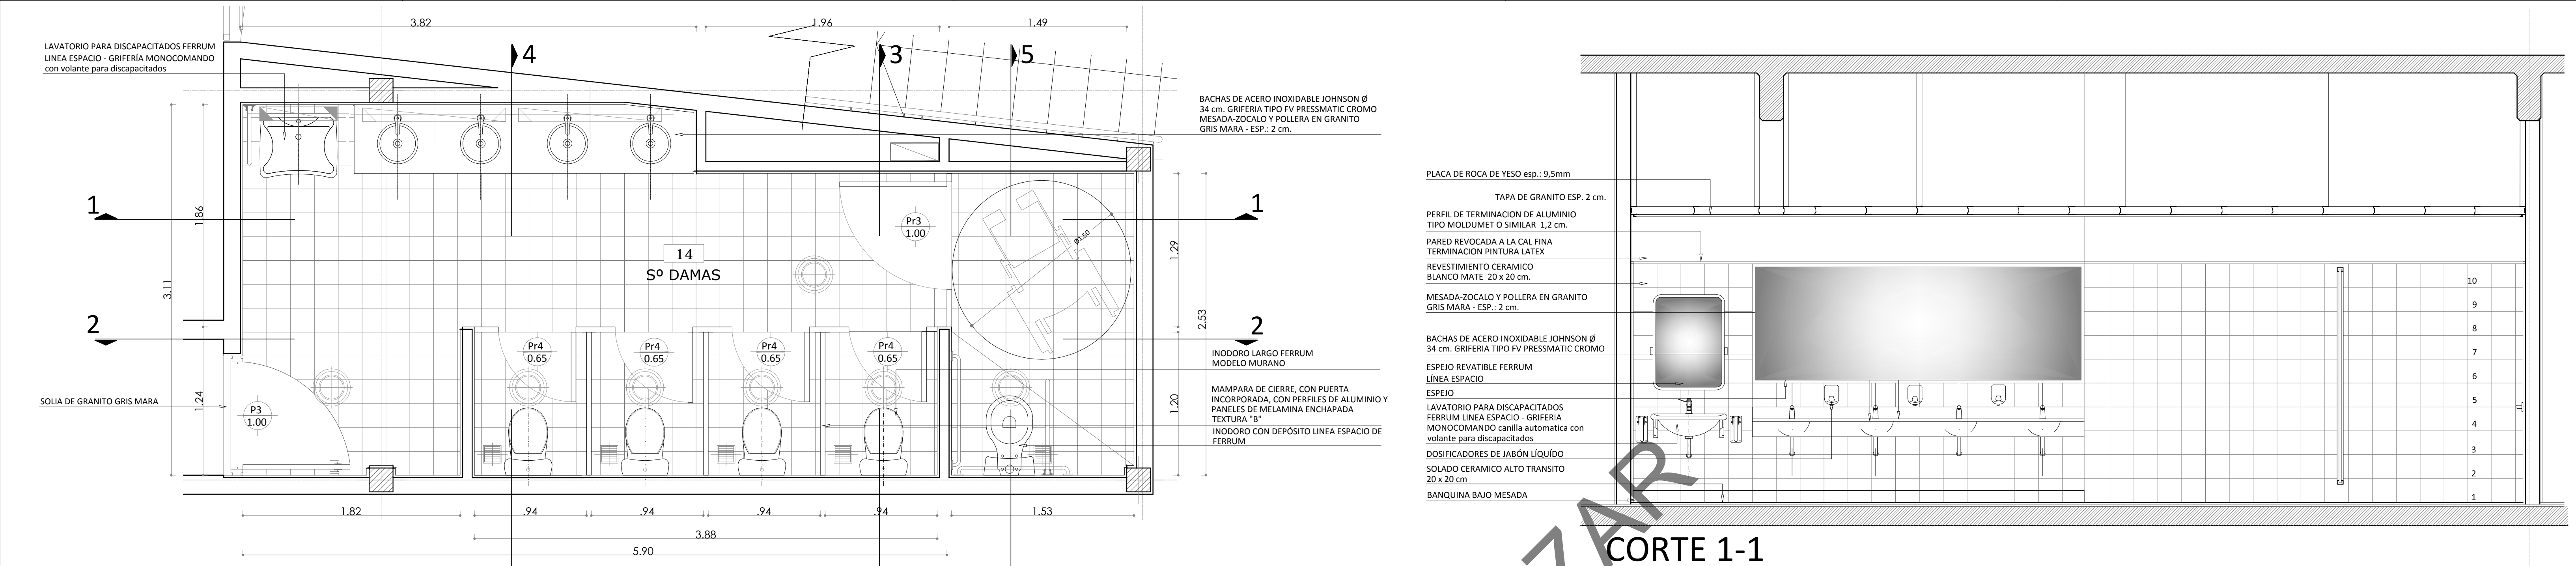 3.82
1.96
1.49
LAVATORIO PARA DISCAPACITADOS FERRUM
LINEA ESPACIO - GRIFERÍA MONOCOMANDO
con volante para discapacitados
4
3
5
BACHAS DE ACERO INOXIDABLE JOHNSON Ø
34 cm. GRIFERIA TIPO FV PRESSMATIC CROMO
MESADA-ZOCALO Y POLLERA EN GRANITO
GRIS MARA - ESP.: 2 cm.
1
1
1.86
3.11
1.24
Pr3
1.00
Ø1.50
14
Sº DAMAS
1.29
2.53
1.20
2
2
Pr4
0.65
Pr4
0.65
Pr4
0.65
Pr4
0.65
INODORO LARGO FERRUM
MODELO MURANO
MAMPARA DE CIERRE, CON PUERTA
INCORPORADA, CON PERFILES DE ALUMINIO Y
PANELES DE MELAMINA ENCHAPADA
TEXTURA "B"
INODORO CON DEPÓSITO LINEA ESPACIO DE
FERRUM
SOLIA DE GRANITO GRIS MARA
P3
1.00
1.82
.94
.94
.94
.94
1.53
3.88
5.90
PLACA DE ROCA DE YESO esp.: 9,5mm
TAPA DE GRANITO ESP. 2 cm.
PERFIL DE TERMINACION DE ALUMINIO
TIPO MOLDUMET O SIMILAR 1,2 cm.
PARED REVOCADA A LA CAL FINA
TERMINACION PINTURA LATEX
REVESTIMIENTO CERAMICO
BLANCO MATE 20 x 20 cm.
MESADA-ZOCALO Y POLLERA EN GRANITO
GRIS MARA - ESP.: 2 cm.
BACHAS DE ACERO INOXIDABLE JOHNSON Ø
34 cm. GRIFERIA TIPO FV PRESSMATIC CROMO
ESPEJO REVATIBLE FERRUM
LÍNEA ESPACIO
ESPEJO
LAVATORIO PARA DISCAPACITADOS
FERRUM LINEA ESPACIO - GRIFERIA
MONOCOMANDO canilla automatica con
volante para discapacitados
DOSIFICADORES DE JABÓN LÍQUÍDO
SOLADO CERAMICO ALTO TRANSITO
20 x 20 cm
BANQUINA BAJO MESADA
10
9
8
7
6
5
4
3
2
1
ZAR
CORTE 1-1